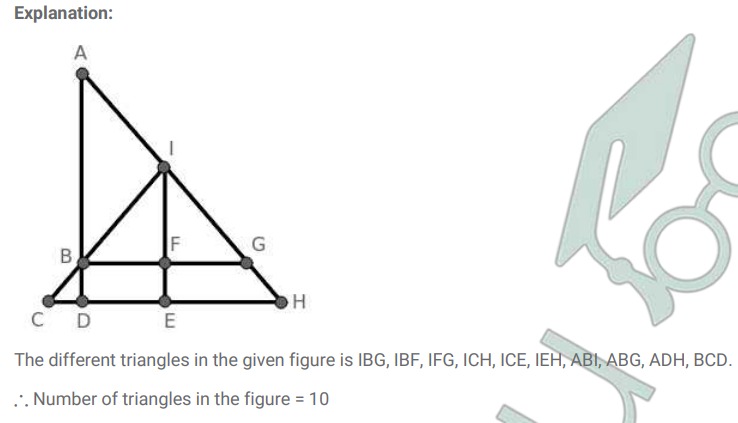 Explanation:
A
I
B
F
G
C
D
E
H
The different triangles in the given figure is IBG, IBF, IFG, ICH, ICE, IEH, ABI, ABG, ADH, BCD.
∴ Number of triangles in the figure = 10